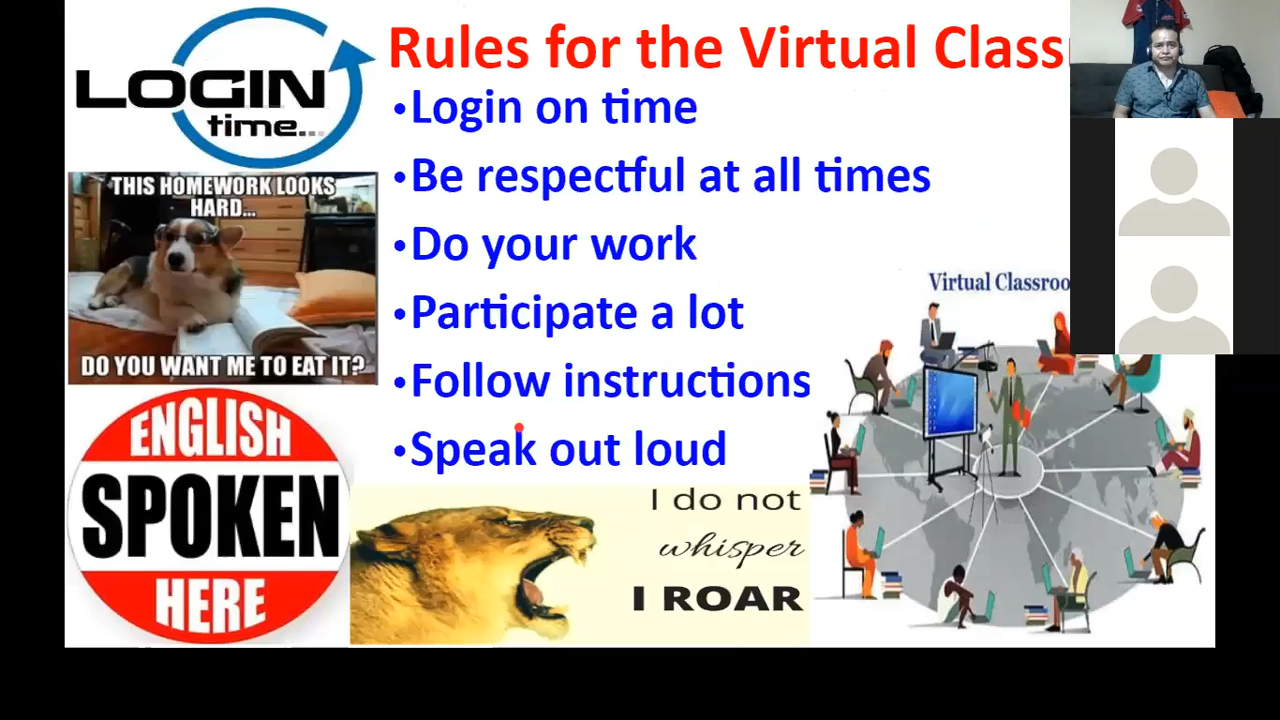 LOGIN
time...
Rules for the Virtual
•Login on time
•Be respectful at all times
•Do your work
•Participate a lot
•Follow instructions
•Speak out loud
THIS HOMEWORK LOOKS
HARD...
DO YOU WANT ME TO EAT IT?
ENGLISH
SPOKEN
HERE
I do not
whisper
I ROAR
Virtual